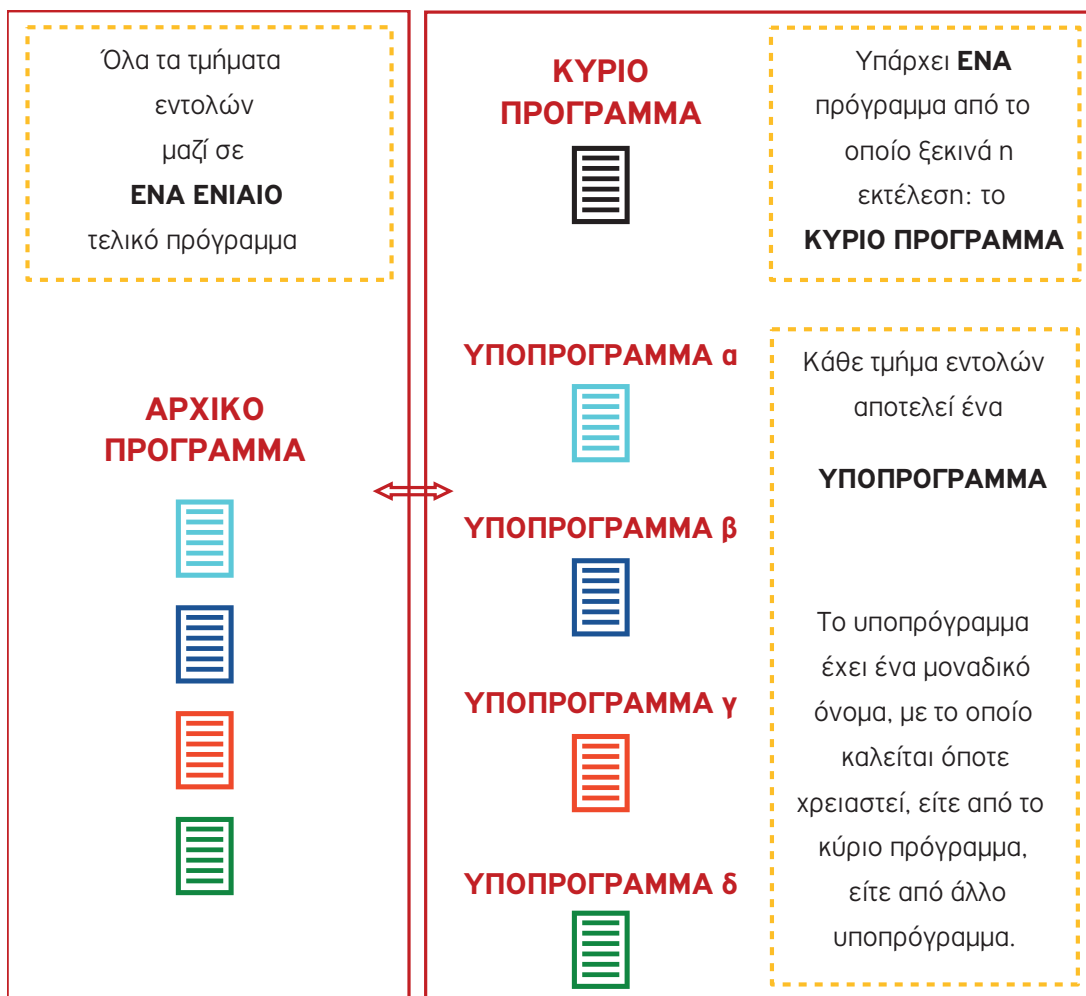 Όλα τα τμήματα
εντολών
μαζί σε
ΕΝΑ ΕΝΙΑΙΟ
τελικό πρόγραμμα
ΑΡΧΙΚΟ
ΠΡΟΓΡΑΜΜΑ
ΚΥΡΙΟ
ΠΡΟΓΡΑΜΜΑ
Υπάρχει ΕΝΑ
πρόγραμμα από το
οποίο ξεκινά η
εκτέλεση: το
ΚΥΡΙΟ ΠΡΟΓΡΑΜΜΑ
ΥΠΟΠΡΟΓΡΑΜΜΑ α
ΥΠΟΠΡΟΓΡΑΜΜΑ β
ΥΠΟΠΡΟΓΡΑΜΜΑ γ
ΥΠΟΠΡΟΓΡΑΜΜΑ δ
Κάθε τμήμα εντολών
αποτελεί ένα
ΥΠΟΠΡΟΓΡΑΜΜΑ
Το υποπρόγραμμα
έχει ένα μοναδικό
όνομα, με το οποίο
καλείται όποτε
χρειαστεί, είτε από το
κύριο πρόγραμμα,
είτε από άλλο
υποπρόγραμμα.